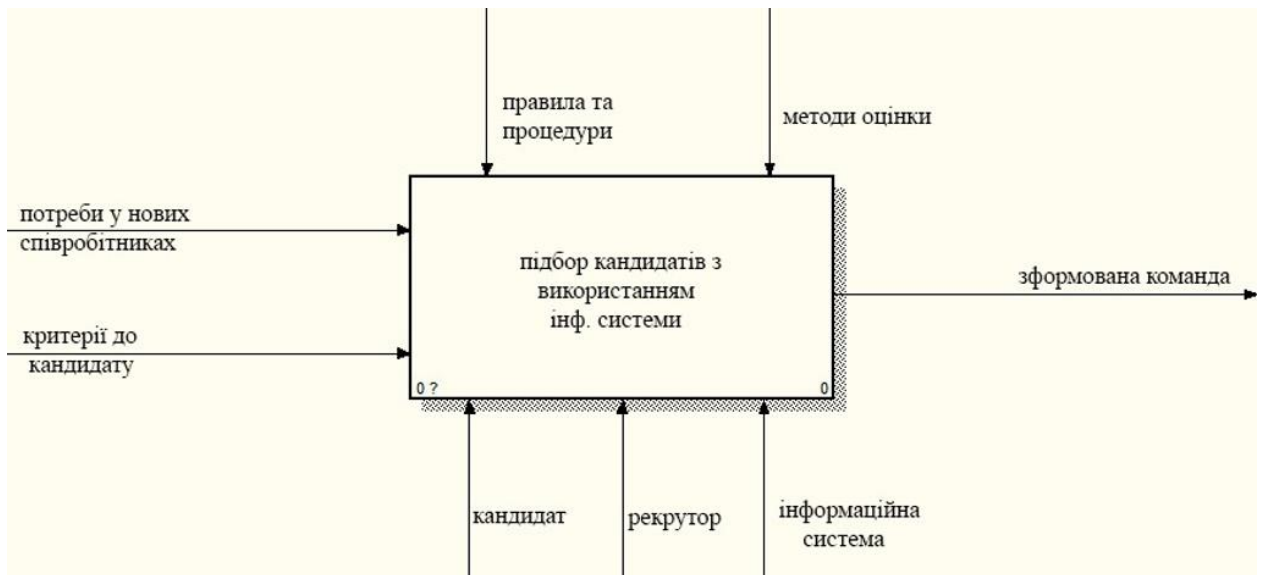 правила та
процедури
методи оцінки
потреби у нових
співробітниках
підбор кандидатів з
використанням
інф. системи
зформована команда
критерії до
кандидату
0 ?
0
кандидат
рекрутор
інформаційна
система